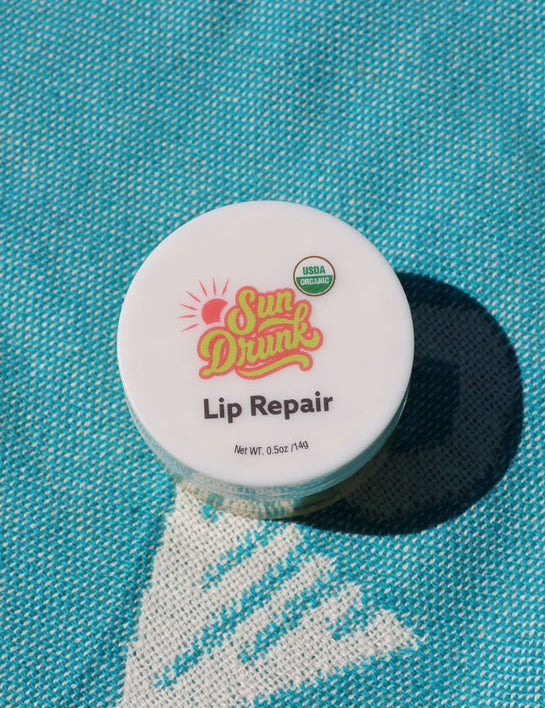 USDA
ORGANIC
Sun
Drunk
Lip Repair
Net WT. 0.5oz /14g